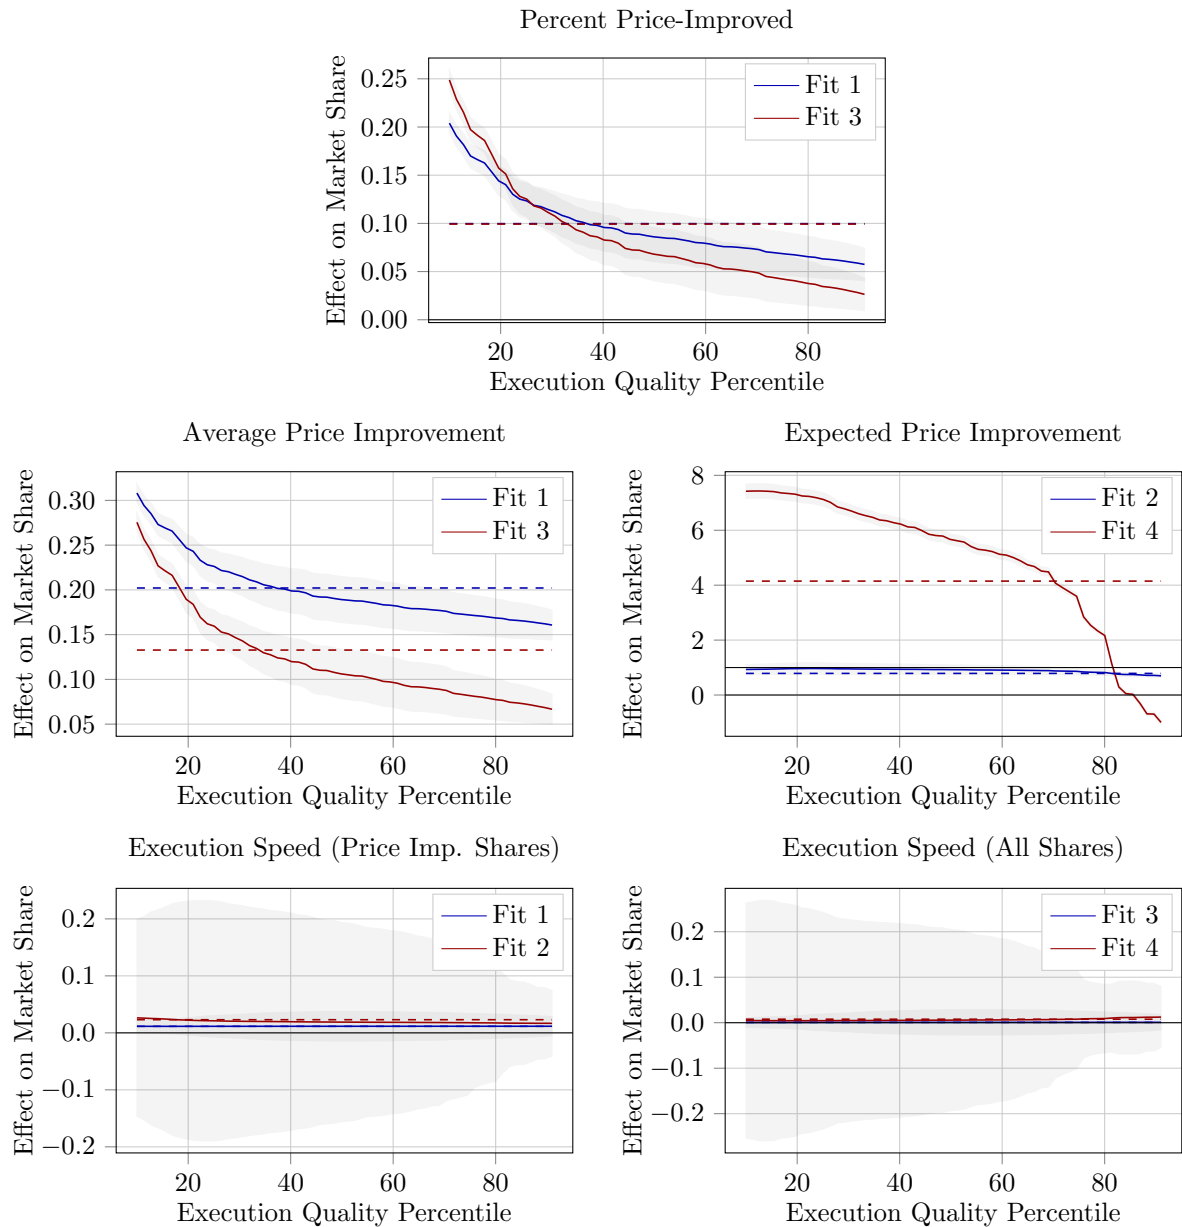 Percent Price-Improved
Effect on Market Share
0.25
0.20
0.15
0.10
0.05
0.00
Fit 1
Fit 3
20 40 60 80
Execution Quality Percentile
Average Price Improvement
Effect on Market Share
0.30
0.25
0.20
0.15
0.10
0.05
Fit 1
Fit 3
20 40 60 80
Execution Quality Percentile
Expected Price Improvement
Effect on Market Share
8
6
4
2
0
Fit 2
Fit 4
20 40 60 80
Execution Quality Percentile
Execution Speed (Price Imp. Shares)
Effect on Market Share
0.2
0.1
0.0
−0.1
−0.2
Fit 1
Fit 2
20 40 60 80
Execution Quality Percentile
Execution Speed (All Shares)
Effect on Market Share
0.2
0.1
0.0
−0.1
−0.2
Fit 3
Fit 4
20 40 60 80
Execution Quality Percentile